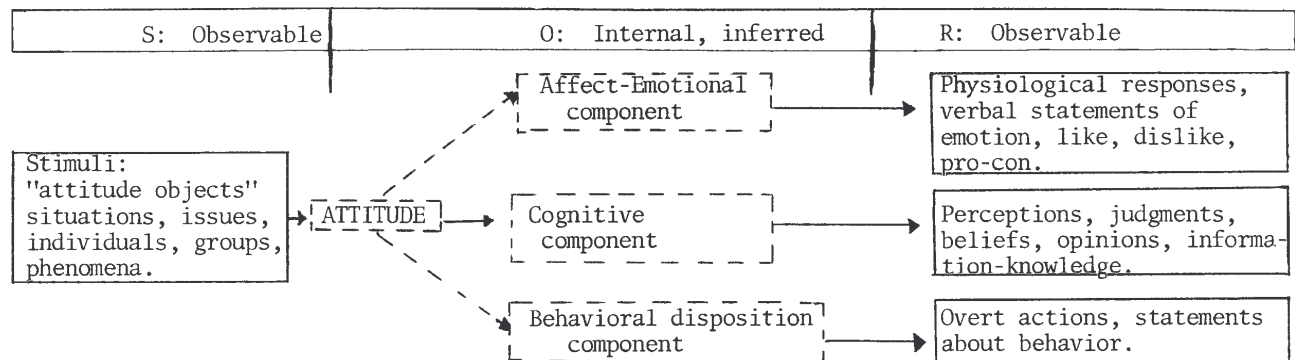 S: Observable
O: Internal, inferred
R: Observable
Affect-Emotional
component
Physiological responses,
verbal statements of
emotion, like, dislike,
pro-con.
Stimuli:
"attitude objects"
situations, issues,
individuals, groups,
phenomena.
ATTITUDE
Cognitive
component
Perceptions, judgments,
beliefs, opinions, informa-
tion-knowledge.
Behavioral disposition
component
Overt actions, statements
about behavior.